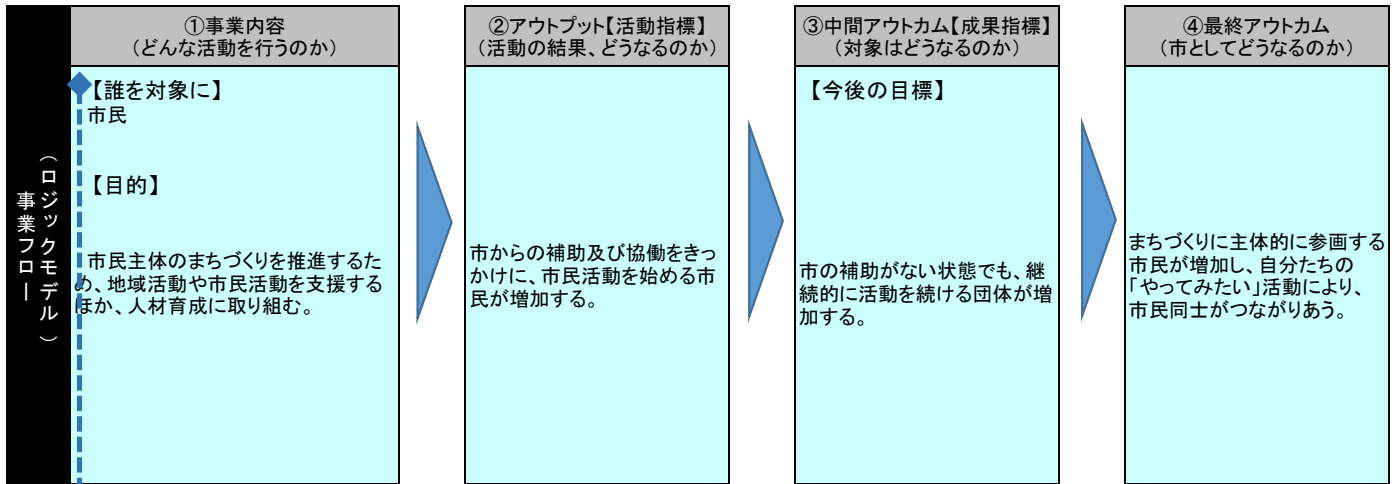 事業フロー
（ロジックモデル）
①事業内容
（どんな活動を行うのか）
【誰を対象に】
市民
【目的】
市民主体のまちづくりを推進するた
め、地域活動や市民活動を支援する
ほか、人材育成に取り組む。
②アウトプット【活動指標】
（活動の結果、どうなるのか）
市からの補助及び協働をきっ
かけに、市民活動を始める市
民が増加する。
③中間アウトカム【成果指標】
（対象はどうなるのか）
【今後の目標】
市の補助がない状態でも、継
続的に活動を続ける団体が増
加する。
④最終アウトカム
（市としてどうなるのか）
まちづくりに主体的に参画する
市民が増加し、自分たちの
「やってみたい」活動により、
市民同士がつながりあう。